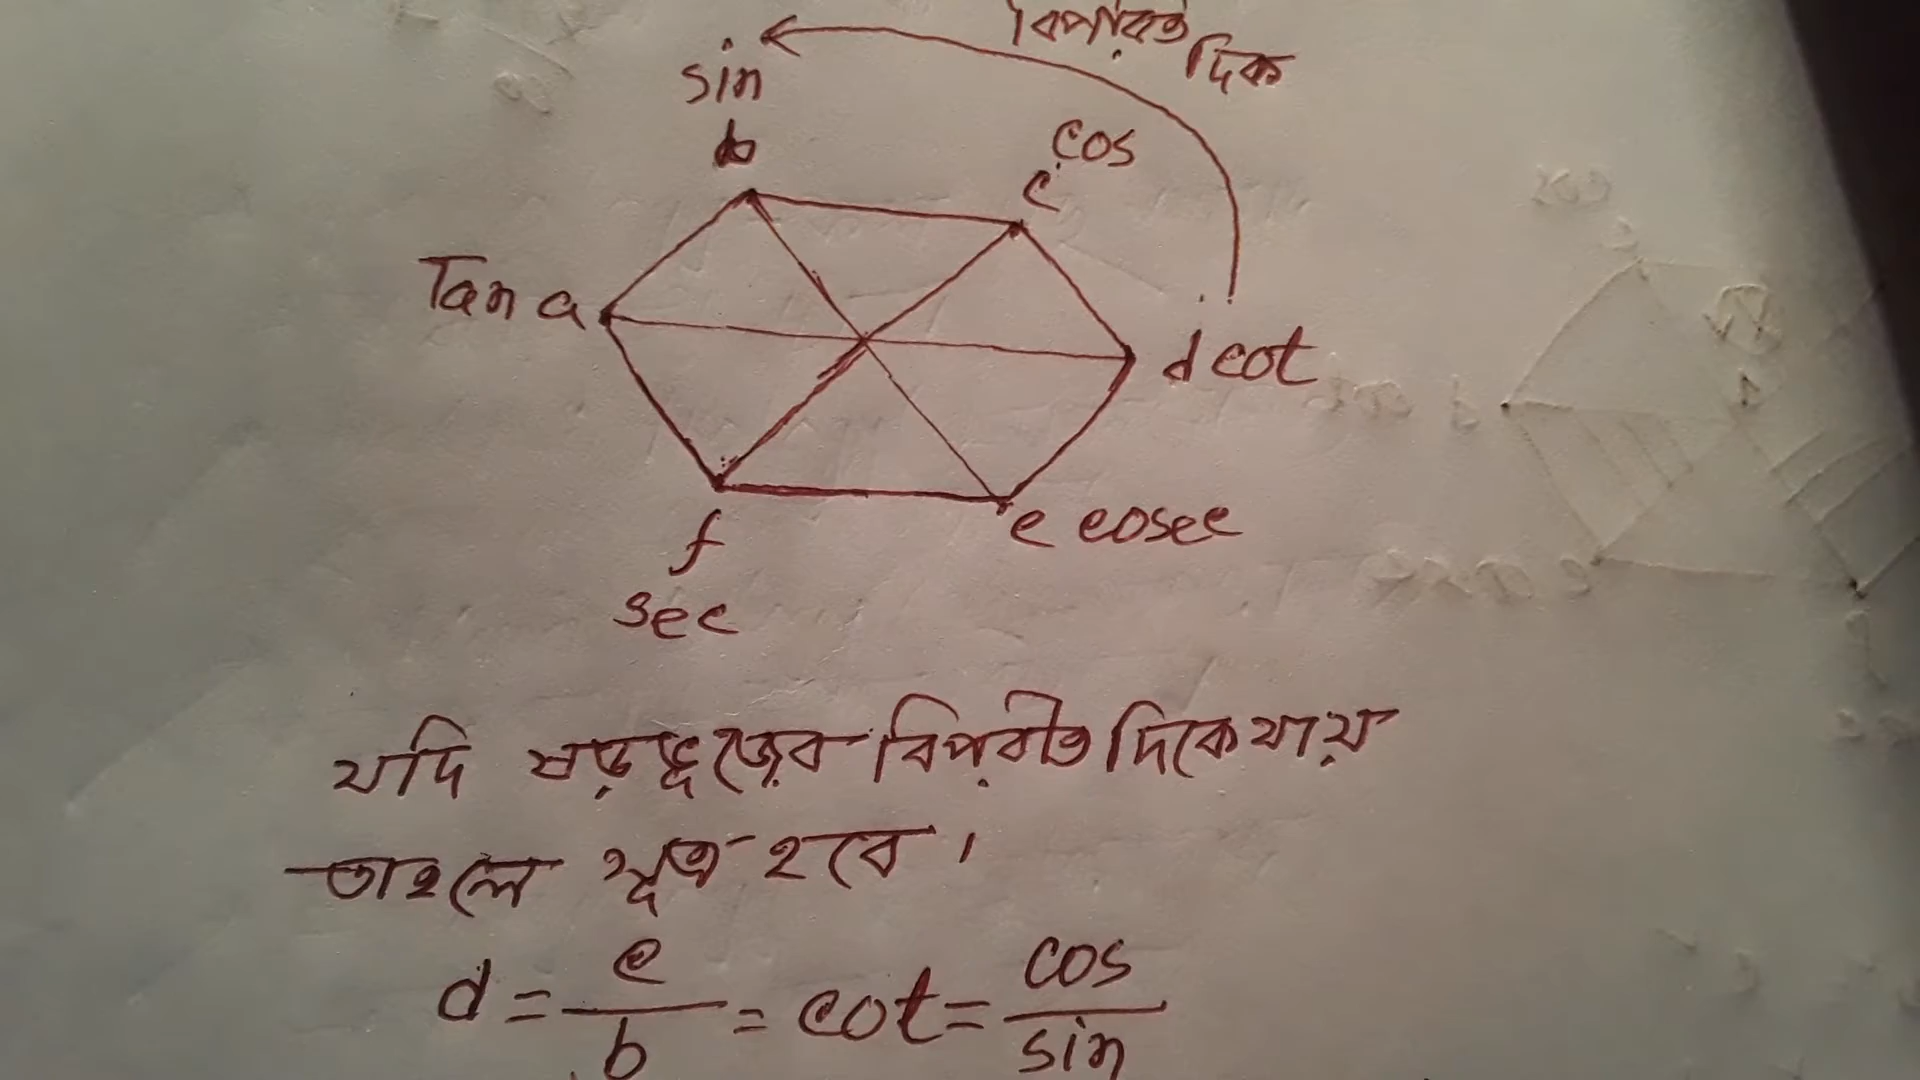 বিপরিত দিক
sin
b
cos
c
Tan a
d cot
e cosec
f
sec
যদি ষড়ভুজের বিপরীত দিকে যায়
তাহলে সূত্র হবে।
d = c/b = cot = cos/sin